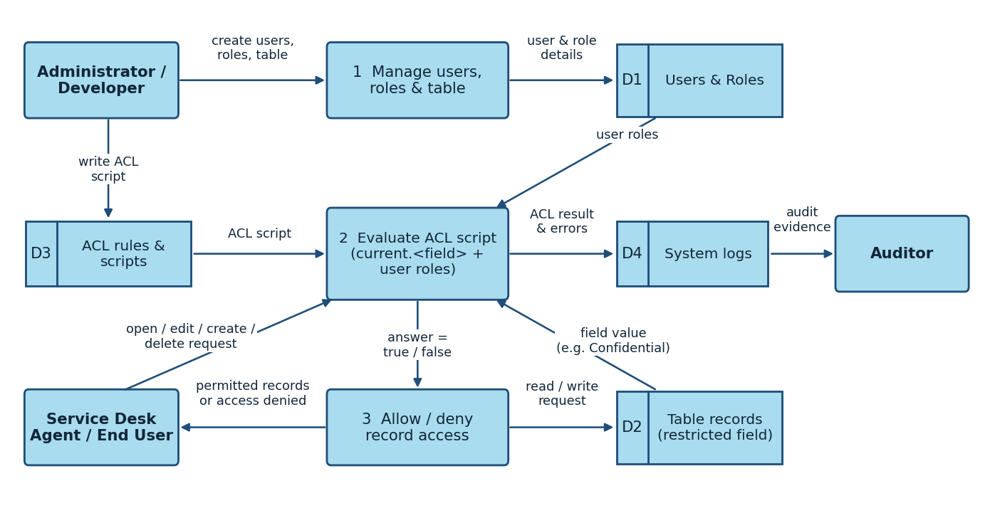 create users,
roles, table
user & role
details
Administrator /
Developer
1  Manage users,
roles & table
D1
Users & Roles
user roles
write ACL
script
D3
ACL rules &
scripts
ACL script
2  Evaluate ACL script
(current.<field> +
user roles)
ACL result
& errors
D4
System logs
audit
evidence
Auditor
open / edit / create /
delete request
answer =
true / false
field value
(e.g. Confidential)
permitted records
or access denied
read / write
request
Service Desk
Agent / End User
3  Allow / deny
record access
D2
Table records
(restricted field)